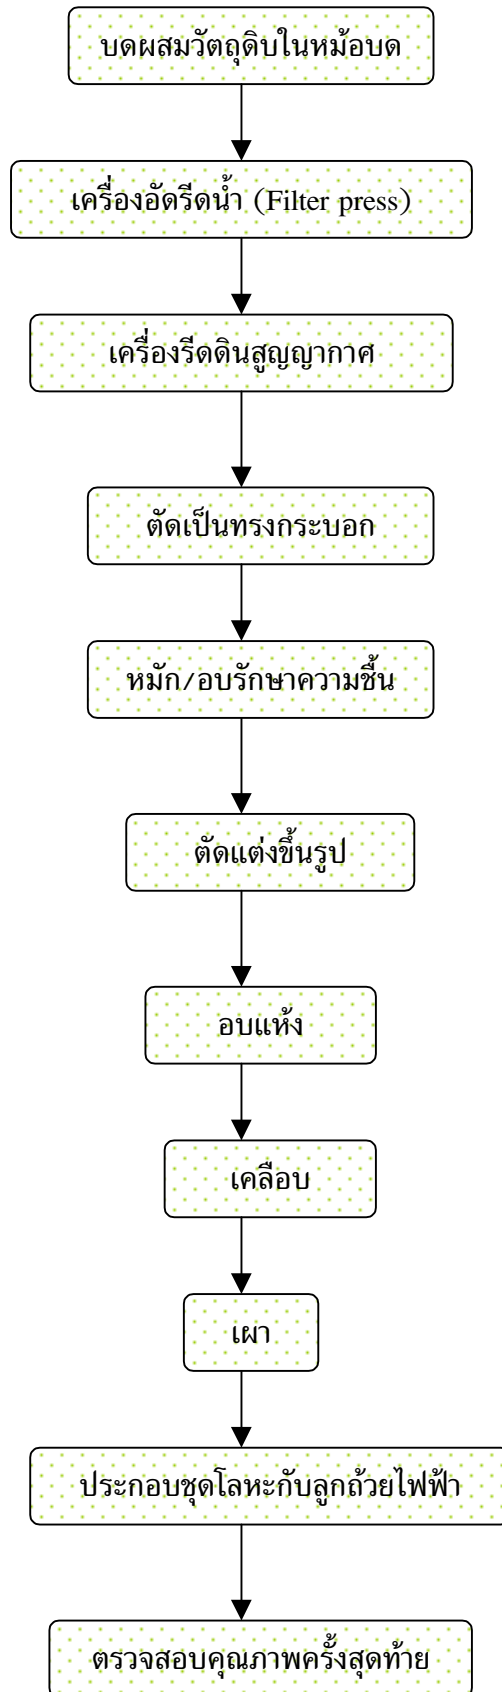 บดผสมวัตถุดิบในหม้อบด
เครื่องอัดรีดน้ำ (Filter press)
เครื่องรีดดินสูญญากาศ
ตัดเป็นทรงกระบอก
หมัก/อบรักษาความชื้น
ตัดแต่งขึ้นรูป
อบแห้ง
เคลือบ
เผา
ประกอบชุดโลหะกับลูกถ้วยไฟฟ้า
ตรวจสอบคุณภาพครั้งสุดท้าย